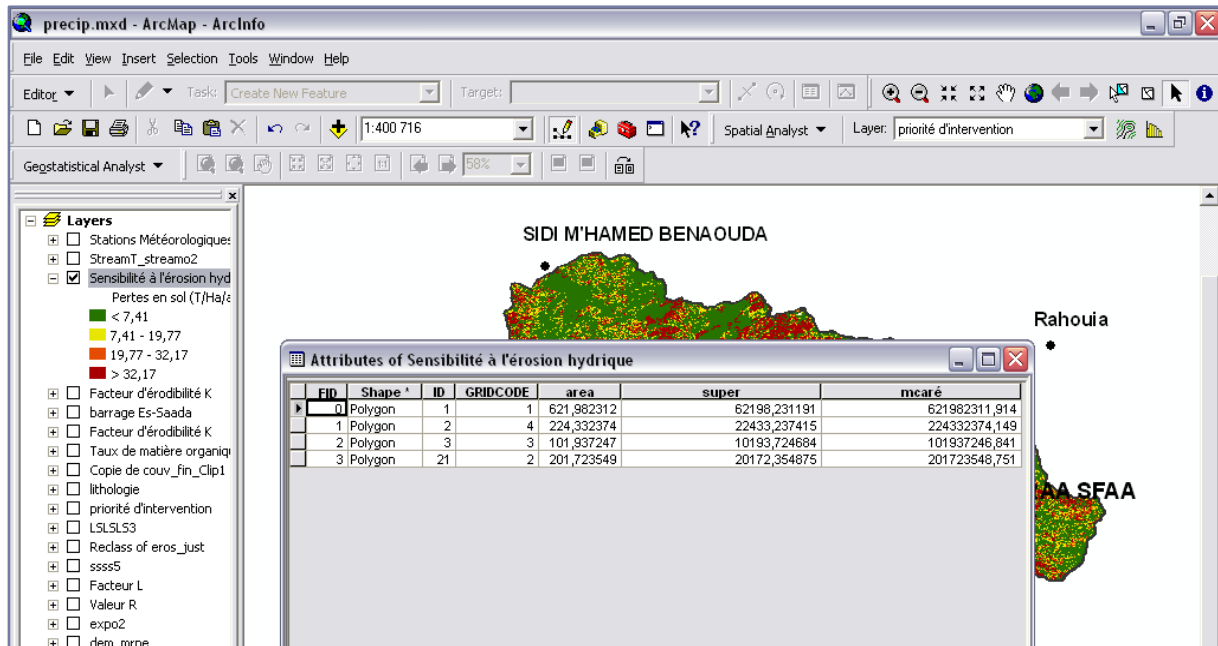 precip.mxd - ArcMap - ArcInfo
File Edit View Insert Selection Tools Window Help
Editor Task: Create New Feature Target:
1:400 716 Spatial Analyst Layer: priorité d'intervention
Geostatistical Analyst 58%
Layers
Stations Météorologiques
StreamT_streamo2
Sensibilité à l'érosion hyd
Pertes en sol (T/Ha/a
< 7,41
7,41 - 19,77
19,77 - 32,17
> 32,17
Facteur d'érodibilité K
barrage Es-Saada
Facteur d'érodibilité K
Taux de matière organiq
Copie de couv_fin_Clip1
lithologie
priorité d'intervention
LSLSLS3
Reclass of eros_just
ssss5
Facteur L
Valeur R
expo2
dem_mrne
SIDI M'HAMED BENAOUDA
Rahouia
AA SFAA
Attributes of Sensibilité à l'érosion hydrique
FID Shape * ID GRIDCODE area super mcaré
0 Polygon 1 1 621,982312 62198,231191 621982311,914
1 Polygon 2 4 224,332374 22433,237415 224332374,149
2 Polygon 3 3 101,937247 10193,724684 101937246,841
3 Polygon 21 2 201,723549 20172,354875 201723548,751